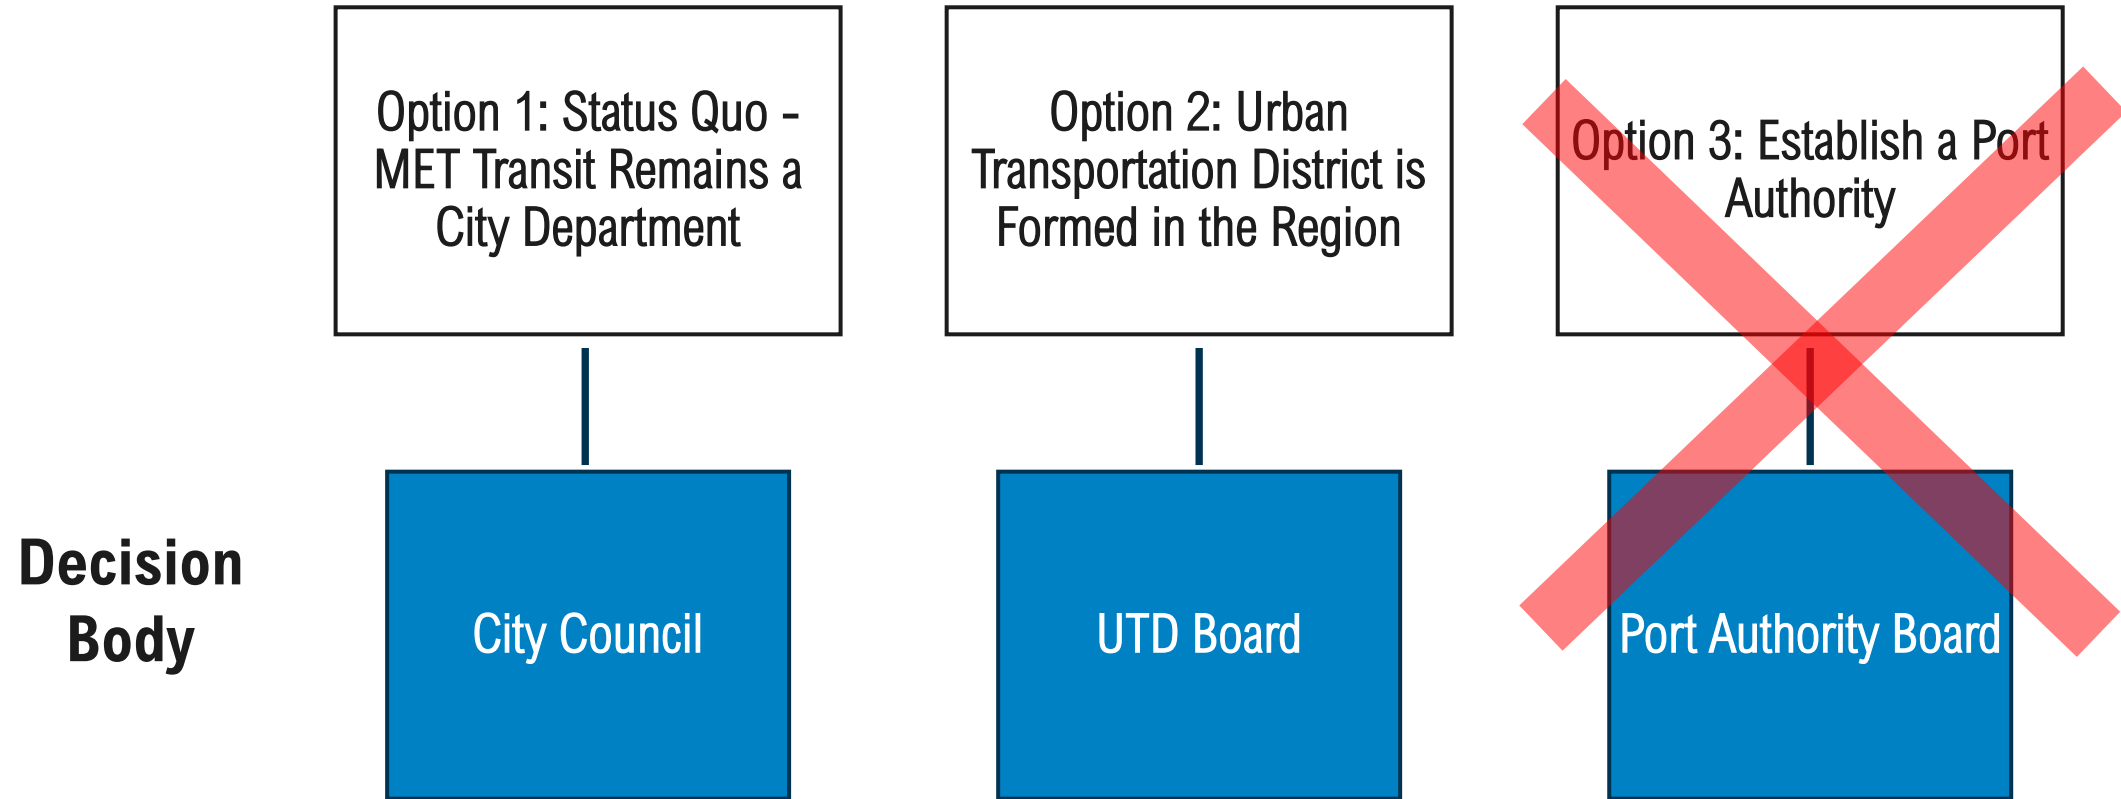 Option 1: Status Quo -
MET Transit Remains a
City Department
Option 2: Urban
Transportation District is
Formed in the Region
Option 3: Establish a Port
Authority
Decision
Body
City Council
UTD Board
Port Authority Board